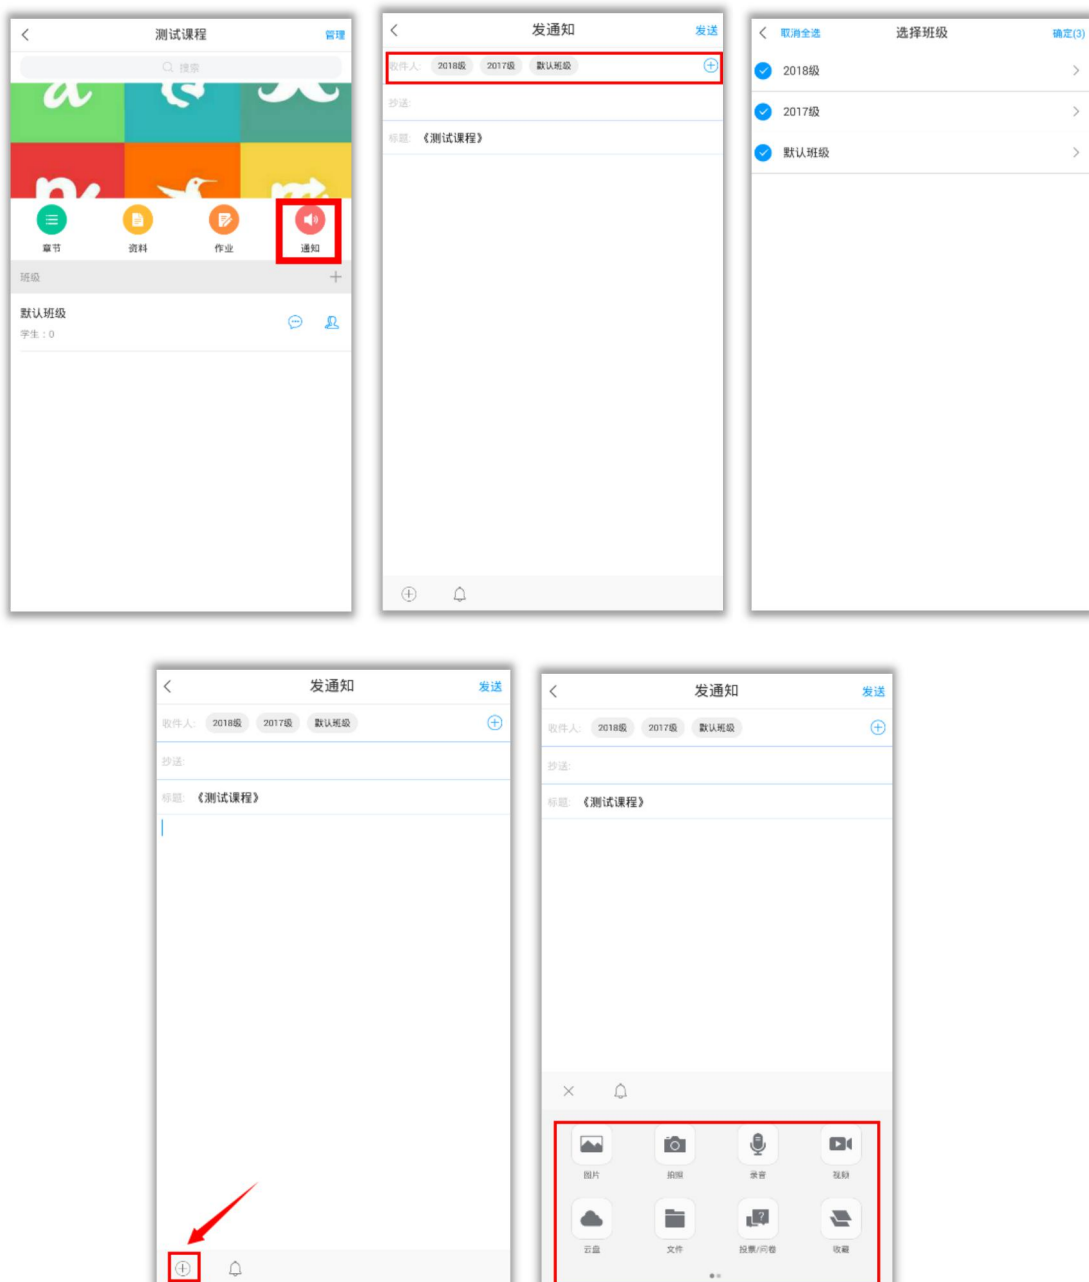 测试课程 管理
搜索
章节 资料 作业 通知
班级
默认班级
学生：0
发通知 发送
收件人: 2018级 2017级 默认班级
抄送:
标题: 《测试课程》
取消全选 选择班级 确定(3)
2018级
2017级
默认班级
发通知 发送
收件人: 2018级 2017级 默认班级
抄送:
标题: 《测试课程》
发通知 发送
收件人: 2018级 2017级 默认班级
抄送:
标题: 《测试课程》
图片 拍照 录音 视频
云盘 文件 投票/问卷 收藏